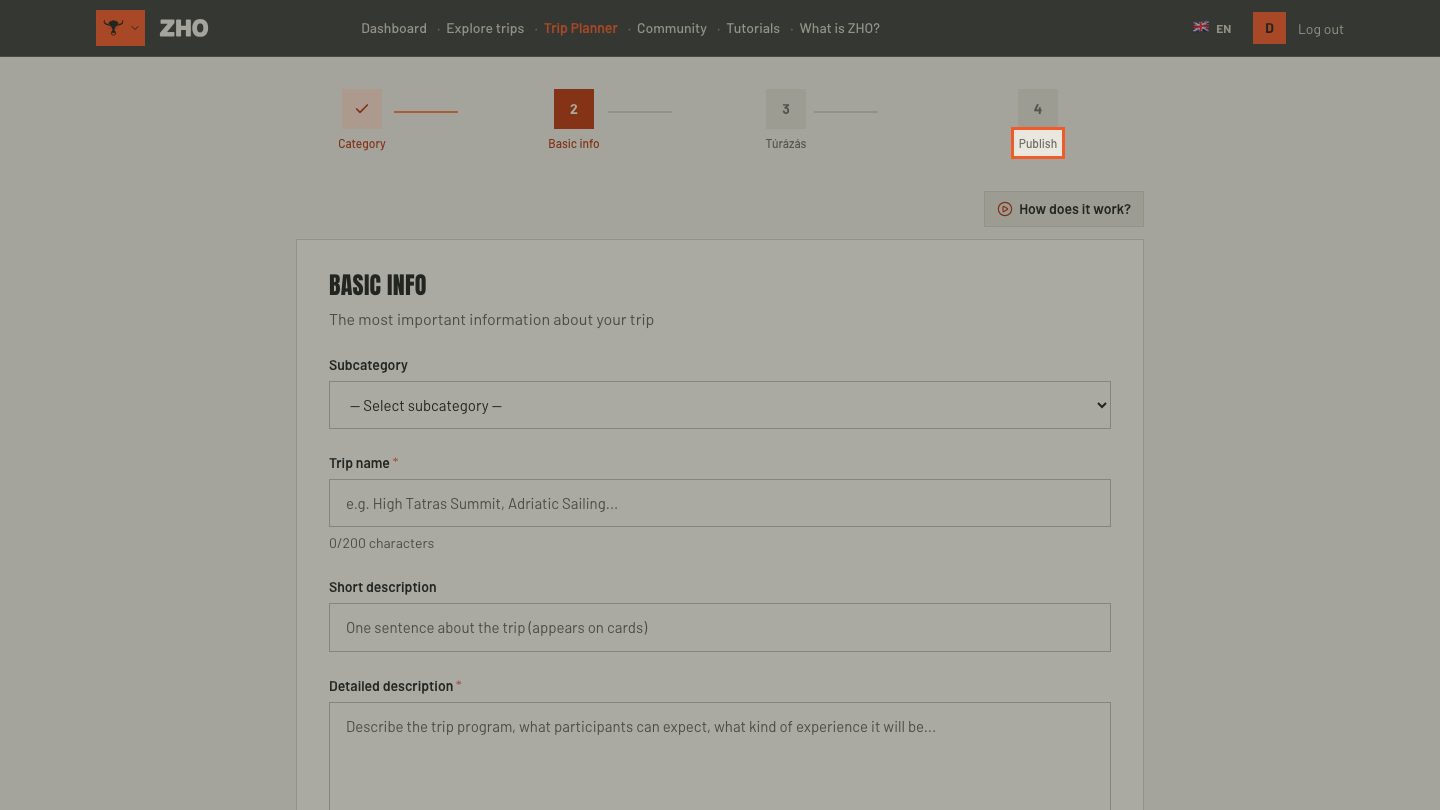 ZHO
Dashboard · Explore trips · Trip Planner · Community · Tutorials · What is ZHO?
EN
D
Log out
2
3
4
Category
Basic info
Túrázás
Publish
How does it work?
BASIC INFO
The most important information about your trip
Subcategory
— Select subcategory —
Trip name *
e.g. High Tatras Summit, Adriatic Sailing...
0/200 characters
Short description
One sentence about the trip (appears on cards)
Detailed description *
Describe the trip program, what participants can expect, what kind of experience it will be...